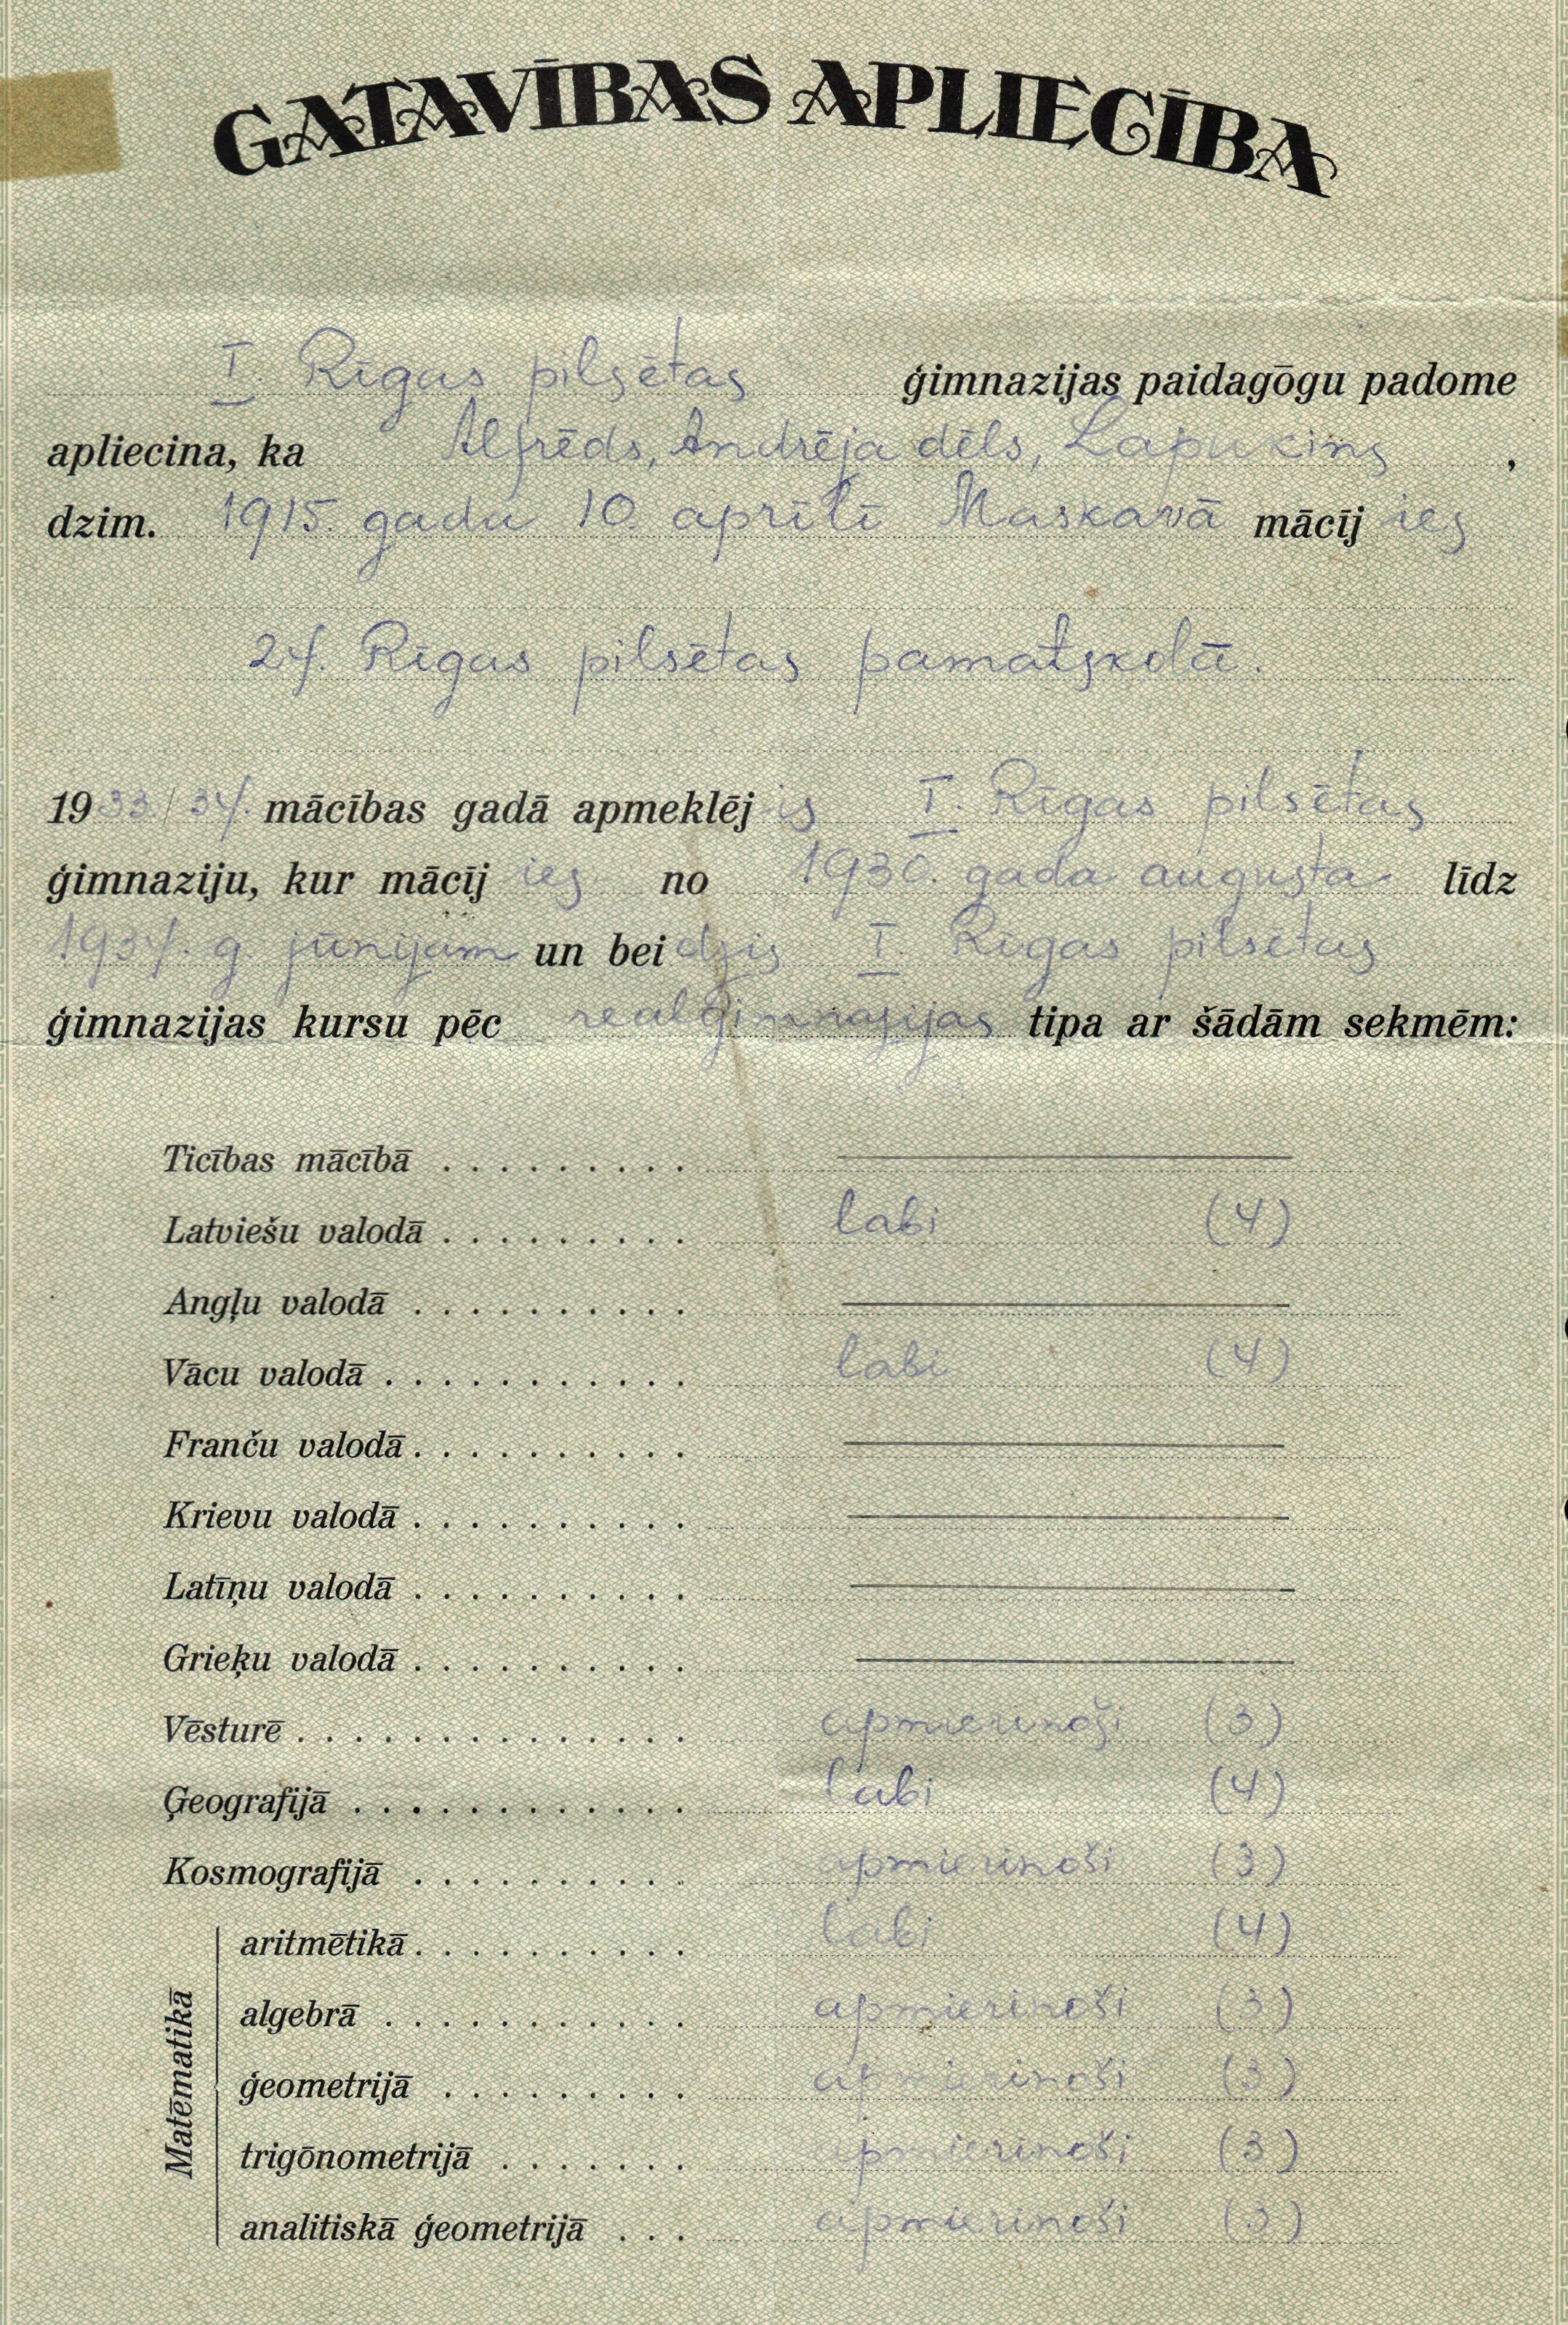 GATAVĪBAS APLIECĪBA
I. Rīgas pilsētas ģimnazijas paidagōgu padome
apliecina, ka Alfrēds, Andrēja dēls, Lapukins,
dzim. 1915. gada 10. aprīlī Maskavā mācījies
24. Rīgas pilsētas pamatskolā.
1933/34. mācības gadā apmeklējis I. Rīgas pilsētas
ģimnaziju, kur mācījies no 1930. gada augusta līdz
1934. g. jūnijam un beidzis I. Rīgas pilsētas
ģimnazijas kursu pēc realģimnazijas tipa ar šādām sekmēm:
Ticības mācībā . . . . . . . . .
Latviešu valodā . . . . . . . . . labi (4)
Angļu valodā . . . . . . . . . .
Vācu valodā . . . . . . . . . . . labi (4)
Franču valodā . . . . . . . . . .
Krievu valodā . . . . . . . . . .
Latīņu valodā . . . . . . . . . .
Grieķu valodā . . . . . . . . . .
Vēsturē . . . . . . . . . . . . . . apmierinoši (3)
Ģeografijā . . . . . . . . . . . . labi (4)
Kosmografijā . . . . . . . . . . apmierinoši (3)
Matēmatikā
aritmētikā . . . . . . . . . . labi (4)
algebrā . . . . . . . . . . . apmierinoši (3)
ģeometrijā . . . . . . . . . apmierinoši (3)
trigōnometrijā . . . . . . . apmierinoši (3)
analitiskā ģeometrijā . . . apmierinoši (3)